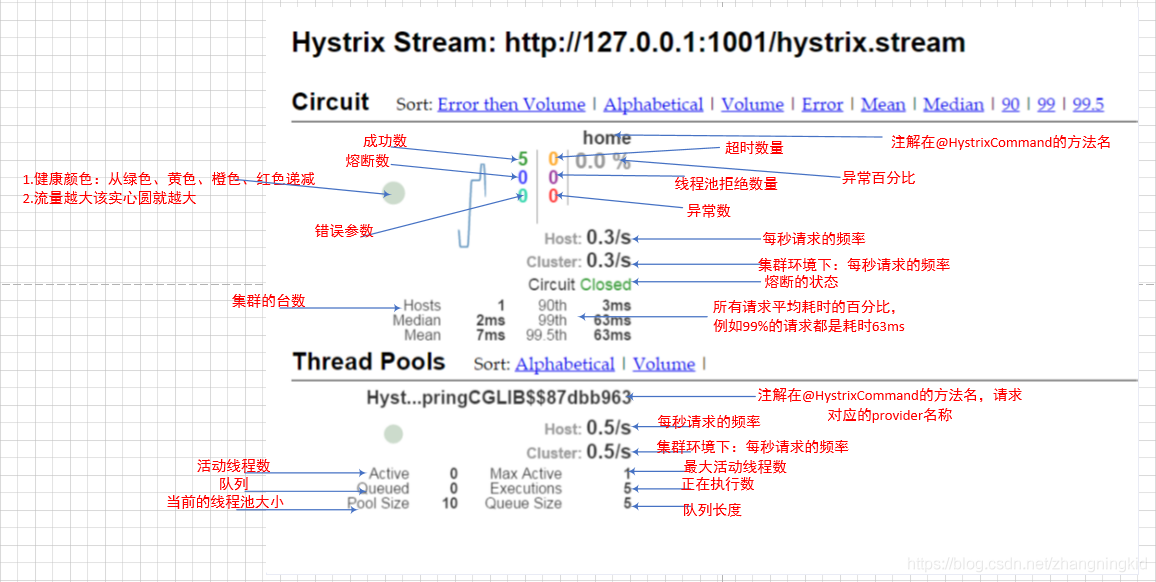 Hystrix Stream: http://127.0.0.1:1001/hystrix.stream
Circuit Sort: Error then Volume | Alphabetical | Volume | Error | Mean | Median | 90 | 99 | 99.5
成功数 home 注解在@HystrixCommand的方法名
熔断数 5 0 0.0 % 超时数量
1.健康颜色：从绿色、黄色、橙色、红色递减 0 0 线程池拒绝数量 异常百分比
2.流量越大该实心圆就越大 0 0 异常数
错误参数
Host: 0.3/s 每秒请求的频率
Cluster: 0.3/s 集群环境下：每秒请求的频率
Circuit Closed 熔断的状态
集群的台数 Hosts 1 90th 3ms 所有请求平均耗时的百分比，
Median 2ms 99th 63ms 例如99%的请求都是耗时63ms
Mean 7ms 99.5th 63ms
Thread Pools Sort: Alphabetical | Volume |
Hyst...pringCGLIB$$87dbb963 注解在@HystrixCommand的方法名，请求
对应的provider名称
Host: 0.5/s 每秒请求的频率
Cluster: 0.5/s 集群环境下：每秒请求的频率
活动线程数 Active 0 Max Active 1 最大活动线程数
队列 Queued 0 Executions 5 正在执行数
当前的线程池大小 Pool Size 10 Queue Size 5 队列长度
https://blog.csdn.net/zhangningkid